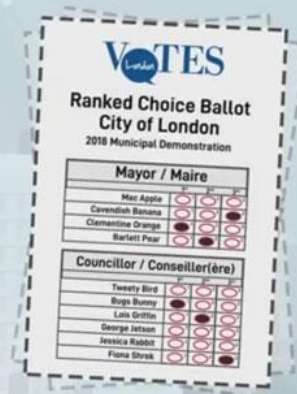 VOTES
London
Ranked Choice Ballot
City of London
2018 Municipal Demonstration
Mayor / Maire
Mac Apple
Cavendish Banana
Clementine Orange
Barlett Pear
Councillor / Conseiller(ère)
Tweety Bird
Bugs Bunny
Lois Griffin
George Jetson
Jessica Rabbit
Fiona Shrek